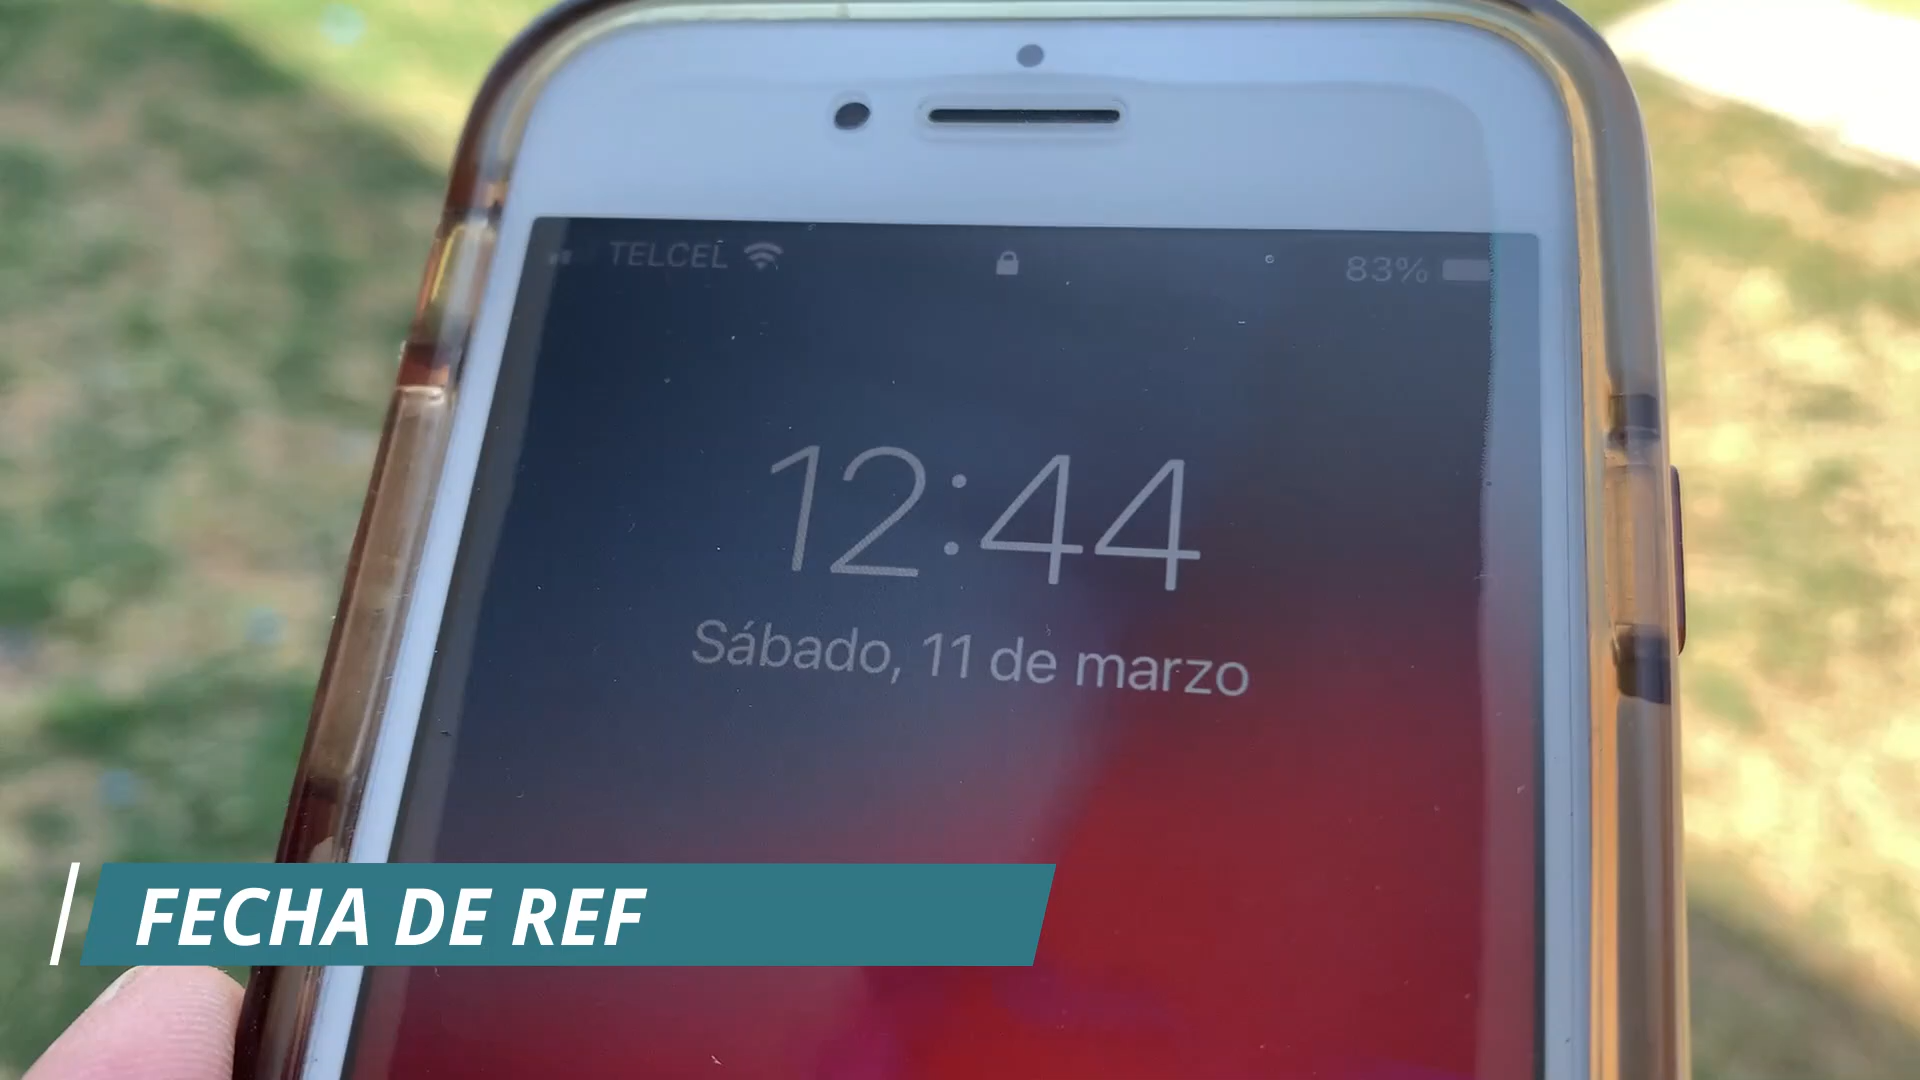 TELCEL 83%
12:44
Sábado, 11 de marzo
FECHA DE REF